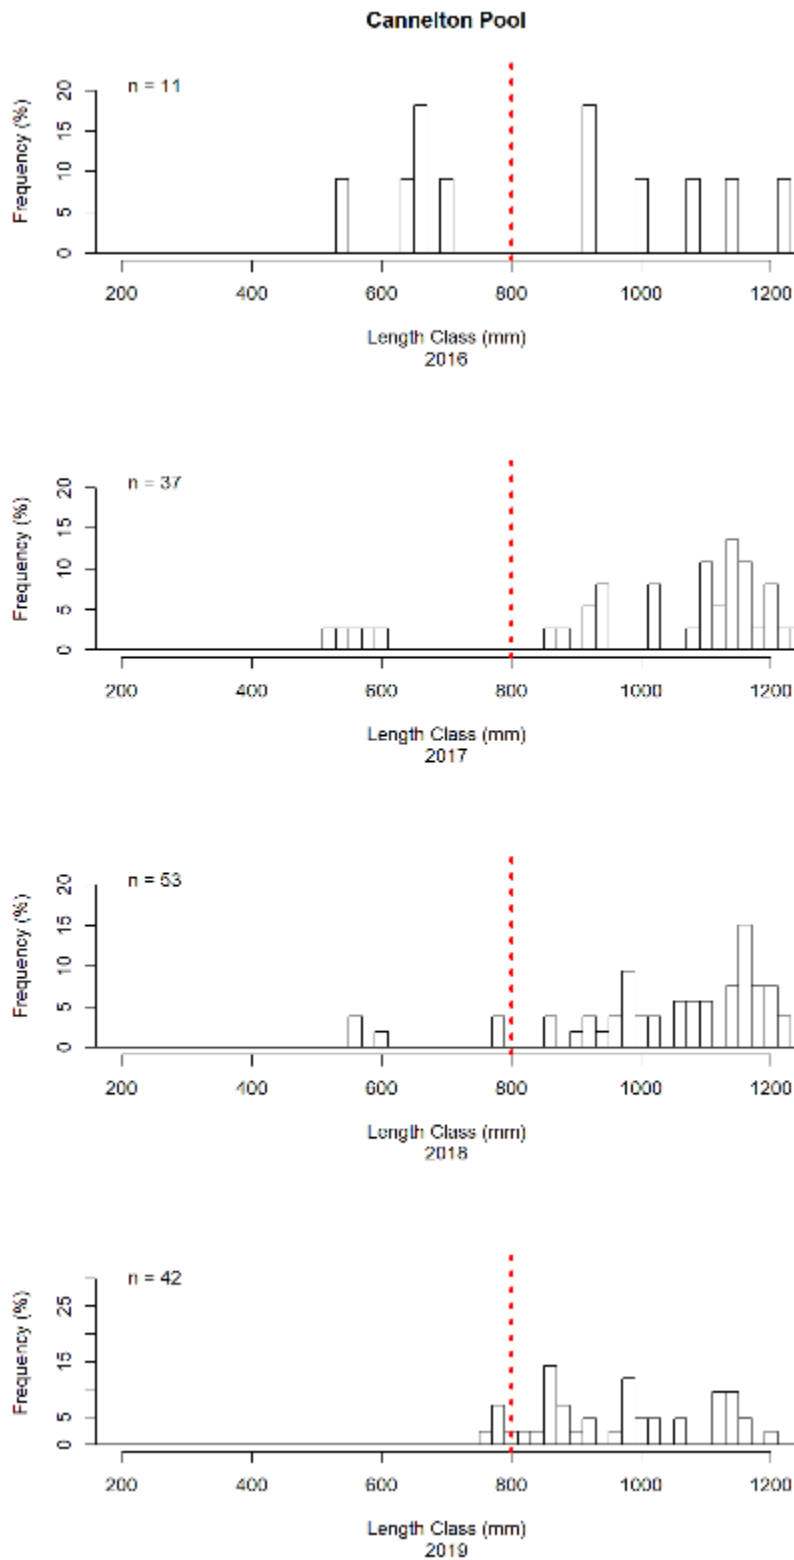 Cannelton Pool
n = 11
Frequency (%)
20
15
10
5
0
200 400 600 800 1000 1200
Length Class (mm)
2016
n = 37
Frequency (%)
20
15
10
5
0
200 400 600 800 1000 1200
Length Class (mm)
2017
n = 53
Frequency (%)
20
15
10
5
0
200 400 600 800 1000 1200
Length Class (mm)
2018
n = 42
Frequency (%)
25
15
5
0
200 400 600 800 1000 1200
Length Class (mm)
2019